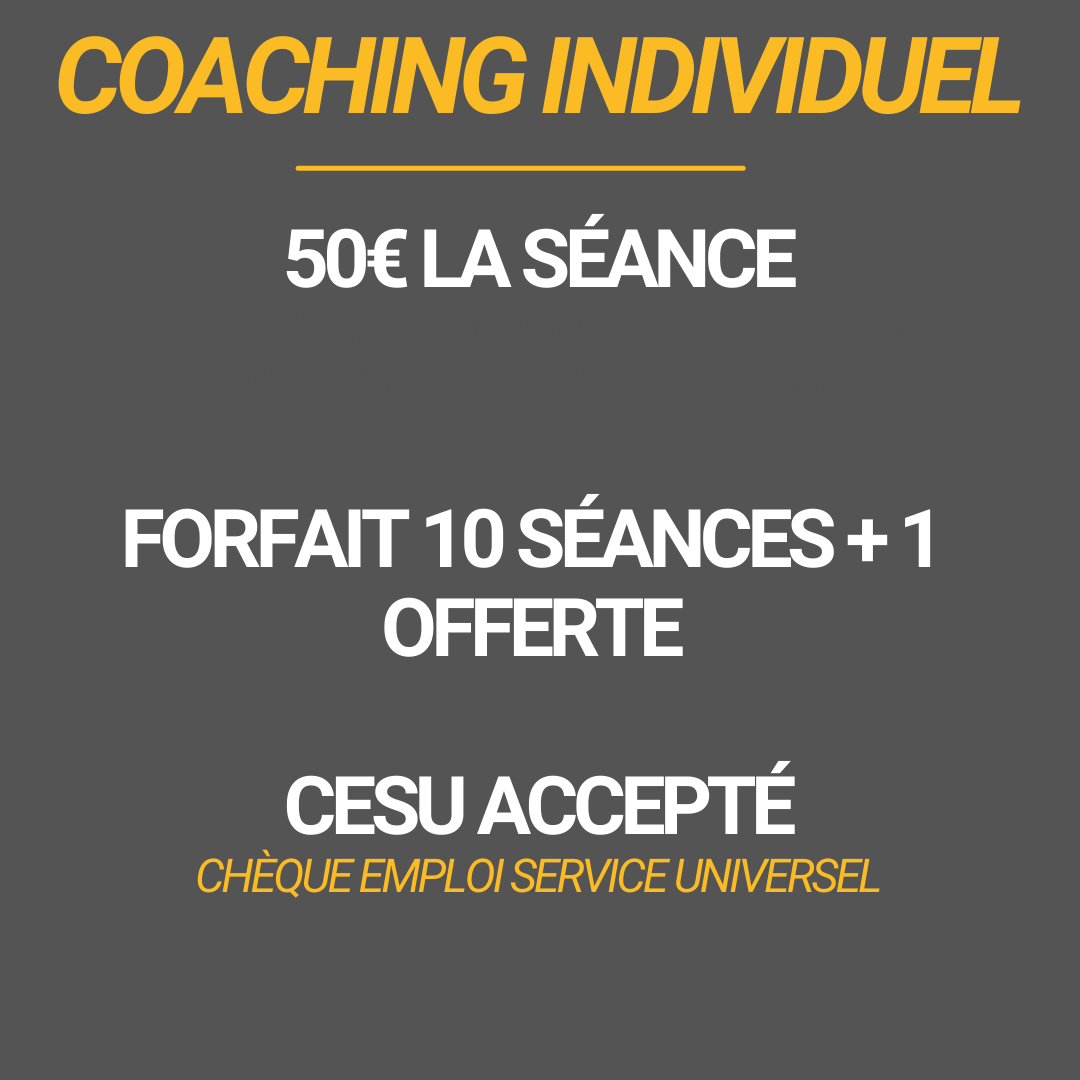 COACHING INDIVIDUEL
50€ LA SÉANCE
FORFAIT 10 SÉANCES + 1
OFFERTE
CESU ACCEPTÉ
CHÈQUE EMPLOI SERVICE UNIVERSEL